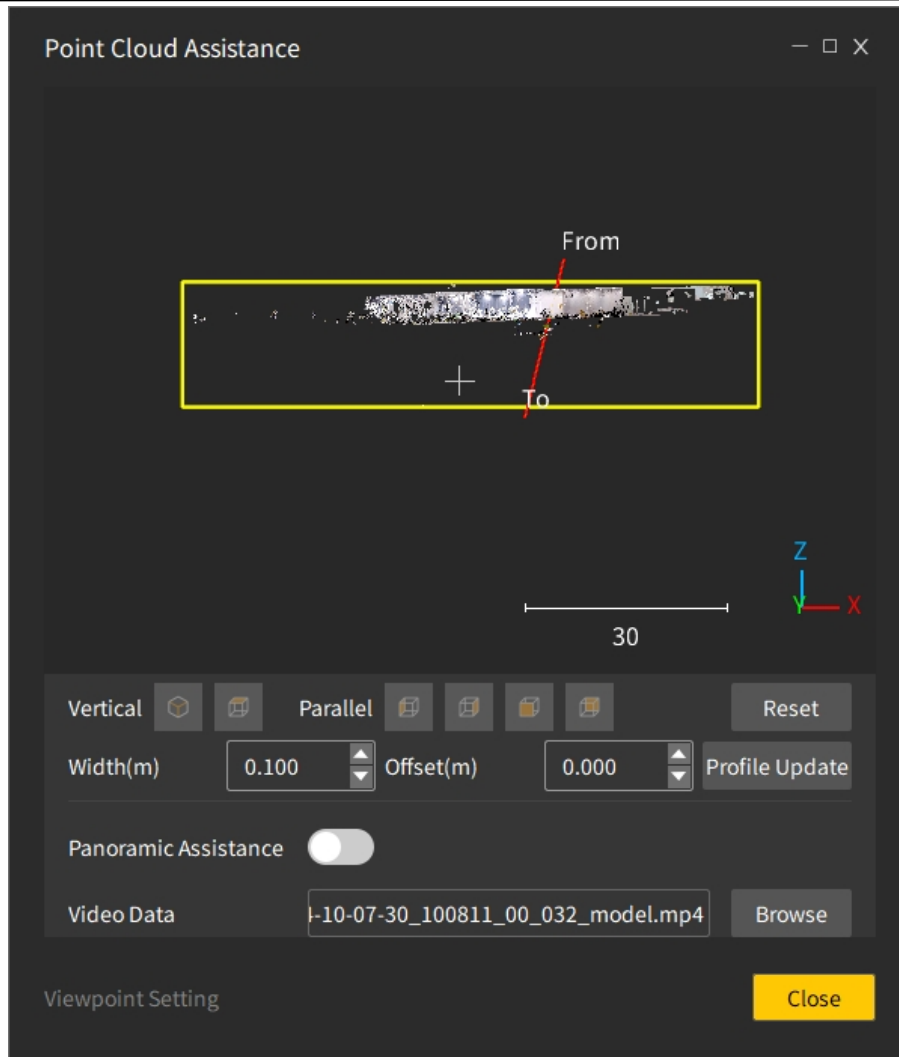 Point Cloud Assistance
From
To
Z
Y X
30
Vertical Parallel Reset
Width(m) 0.100 Offset(m) 0.000 Profile Update
Panoramic Assistance
Video Data -10-07-30_100811_00_032_model.mp4 Browse
Viewpoint Setting Close